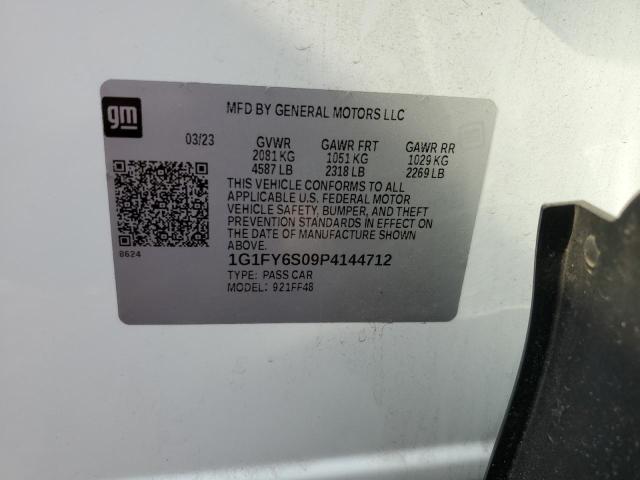 gm
MFD BY GENERAL MOTORS LLC
03/23 GVWR GAWR FRT GAWR RR
2081 KG 1051 KG 1029 KG
4587 LB 2318 LB 2269 LB
THIS VEHICLE CONFORMS TO ALL
APPLICABLE U.S. FEDERAL MOTOR
VEHICLE SAFETY, BUMPER, AND THEFT
PREVENTION STANDARDS IN EFFECT ON
THE DATE OF MANUFACTURE SHOWN
ABOVE.
8624
1G1FY6S09P4144712
TYPE: PASS CAR
MODEL: 921FF48